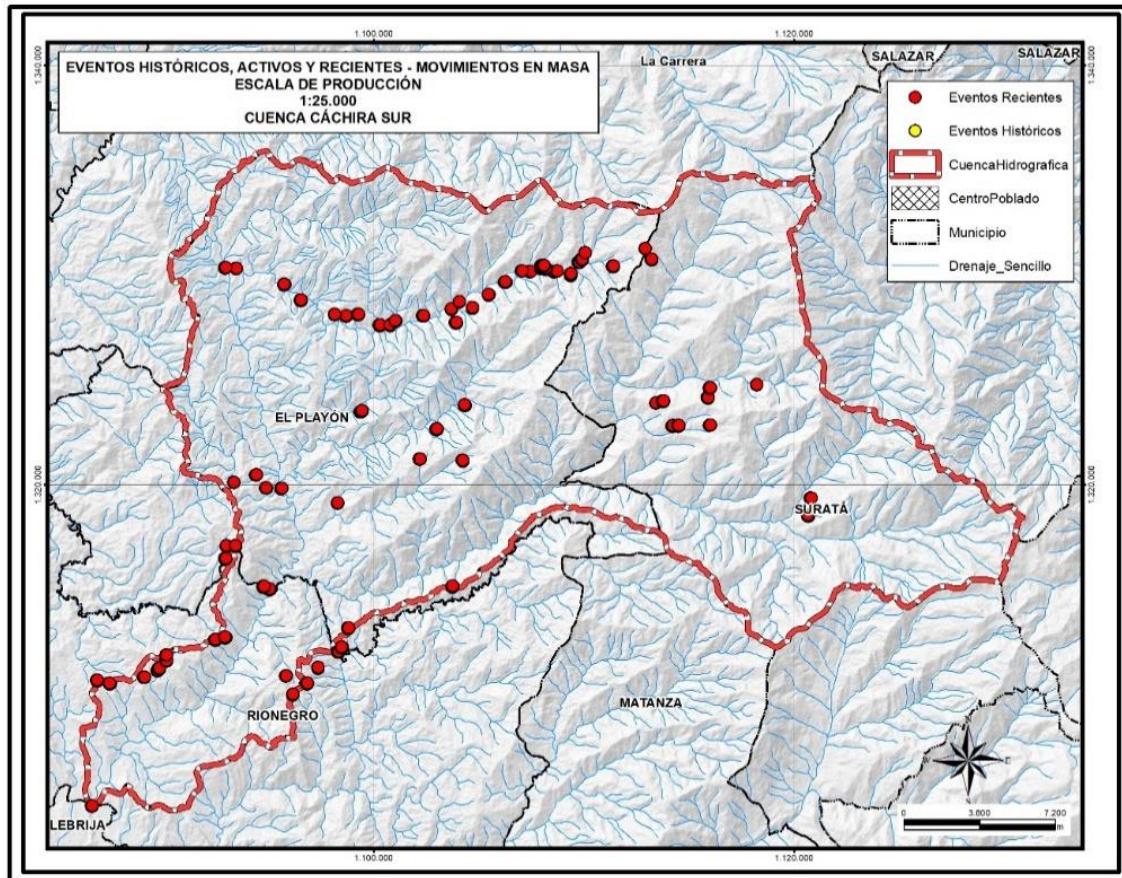 1.100.000
1.120.000
1.340.000
1.340.000
EVENTOS HISTÓRICOS, ACTIVOS Y RECIENTES - MOVIMIENTOS EN MASA
ESCALA DE PRODUCCIÓN
1:25.000
CUENCA CÁCHIRA SUR
La Carrera
SALAZAR
SALAZAR
Eventos Recientes
Eventos Históricos
CuencaHidrografica
CentroPoblado
Municipio
Drenaje_Sencillo
EL PLAYÓN
1.320.000
1.320.000
SURATÁ
MATANZA
RIONEGRO
LEBRIJA
N
E
0 3.600 7.200
m
1.100.000
1.120.000